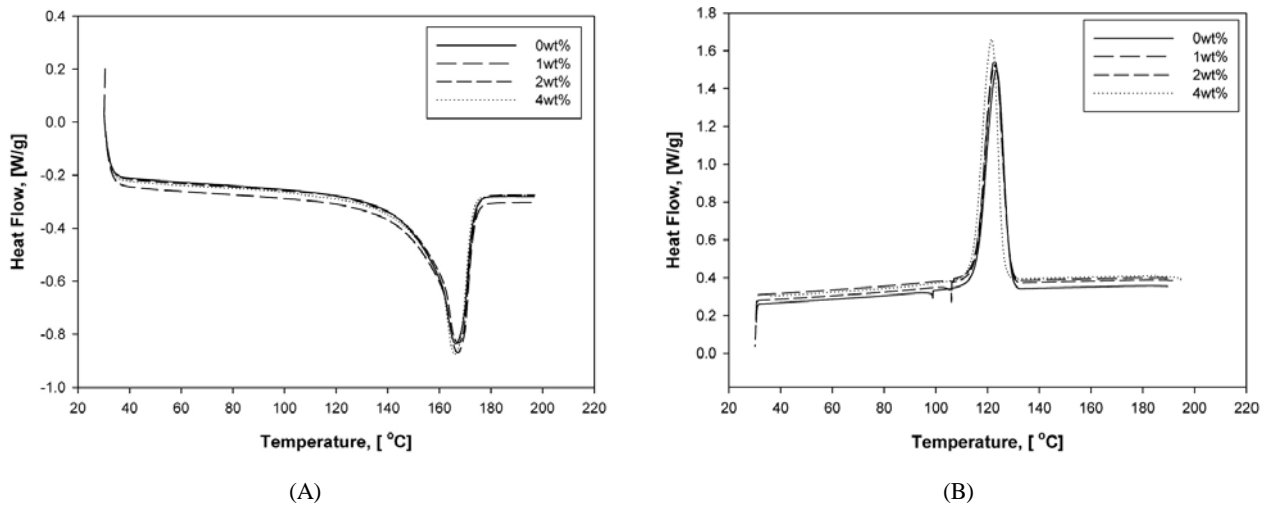 0.4
0.2
0.0
-0.2
-0.4
-0.6
-0.8
-1.0
Heat Flow, [W/g]
0wt%
1wt%
2wt%
4wt%
20 40 60 80 100 120 140 160 180 200 220
Temperature, [ °C]
(A)
1.8
1.6
1.4
1.2
1.0
0.8
0.6
0.4
0.2
0.0
Heat Flow, [W/g]
0wt%
1wt%
2wt%
4wt%
20 40 60 80 100 120 140 160 180 200 220
Temperature, [ °C]
(B)